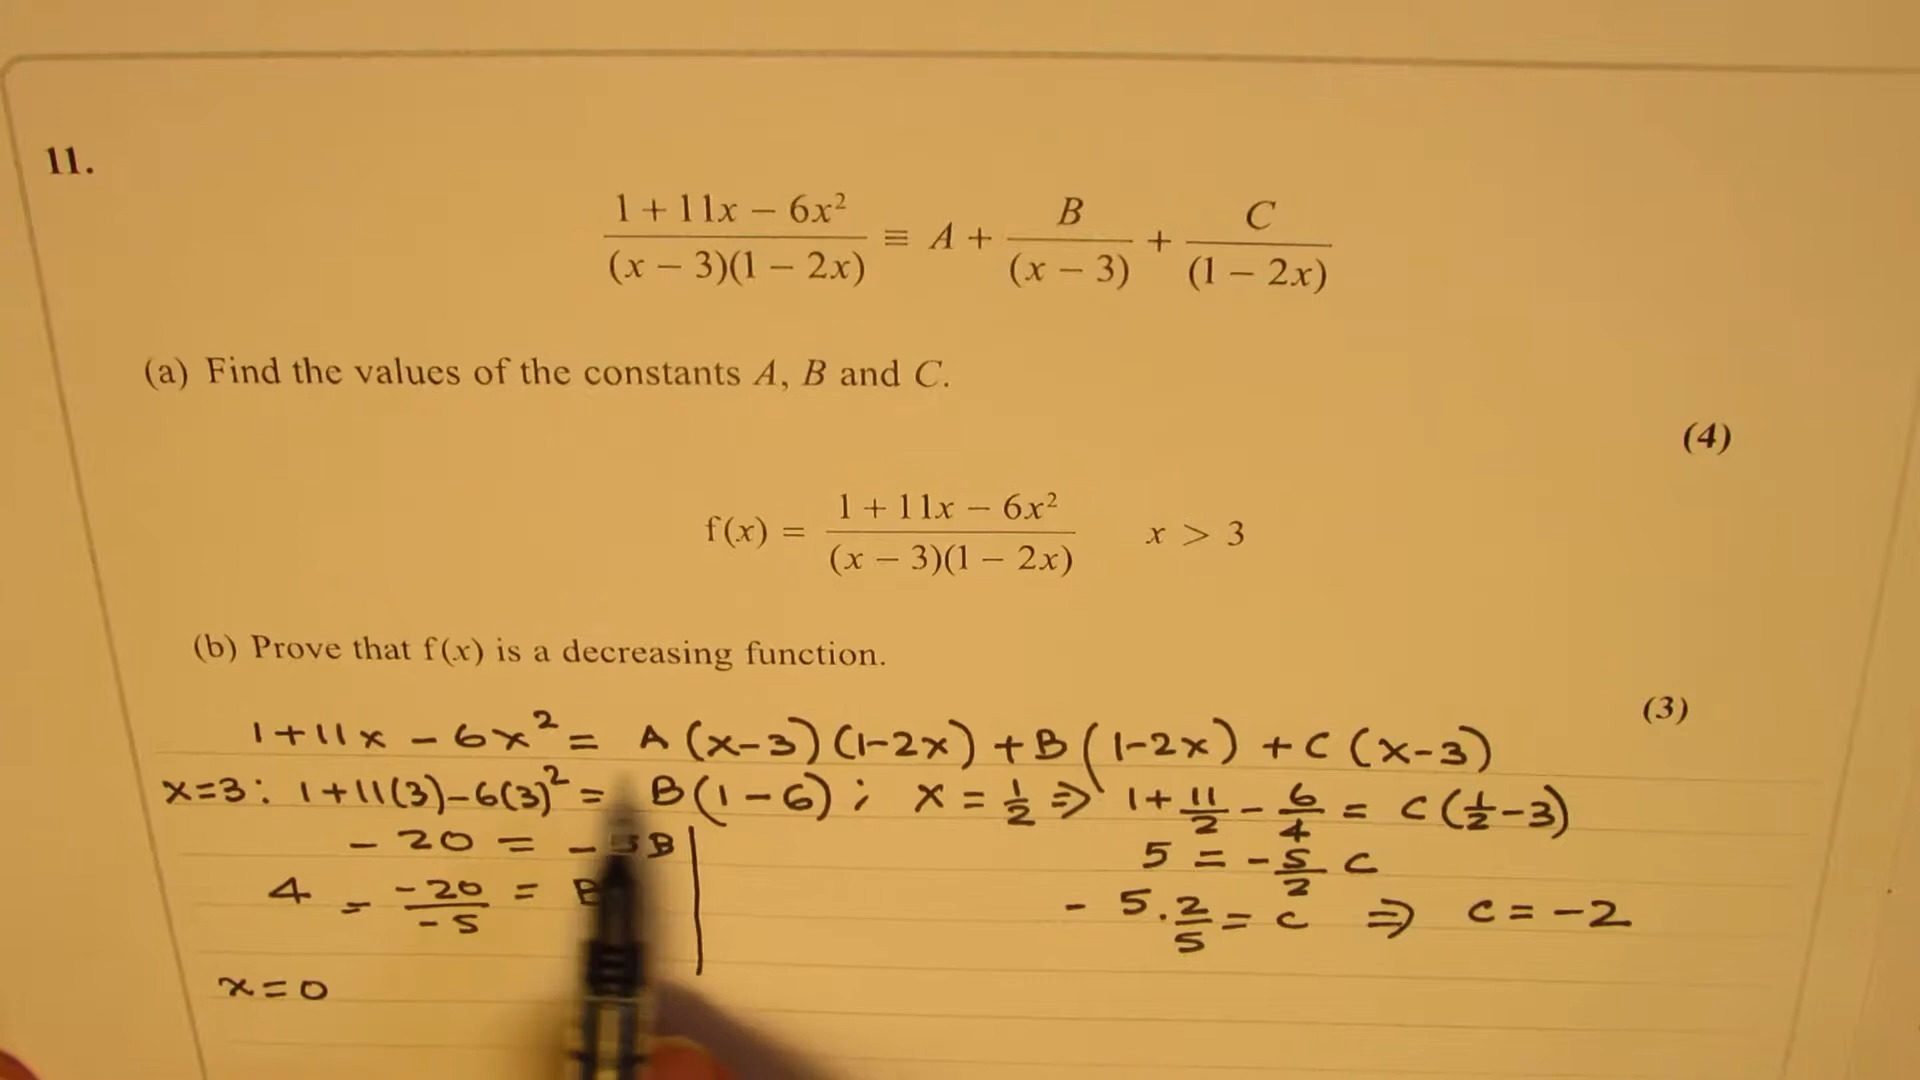 11.
1 + 11x − 6x²
(x − 3)(1 − 2x)
≡ A +
B
(x − 3)
+
C
(1 − 2x)
(a) Find the values of the constants A, B and C.
(4)
f(x) =
1 + 11x − 6x²
(x − 3)(1 − 2x)
x > 3
(b) Prove that f(x) is a decreasing function.
(3)
1+11x − 6x² = A(x−3)(1−2x) + B(1−2x) + C(x−3)
x=3: 1+11(3)−6(3)² = B(1−6); x = 1/2 ⇒ 1+ 11/2 − 6/4 = C(1/2−3)
−20 = −5B
5 = −5/2 C
4 = −20/−5 = B
−5.2/5 = C ⇒ C = −2
x=0